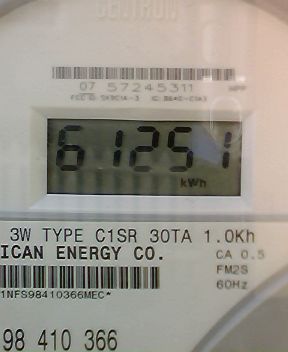 CENTRON
07 57245311
61251
kWh
3W TYPE C1SR 30TA 1.0Kh
ICAN ENERGY CO.
CA 0.5
FM2S
60Hz
1NFS98410366MEC*
98 410 366